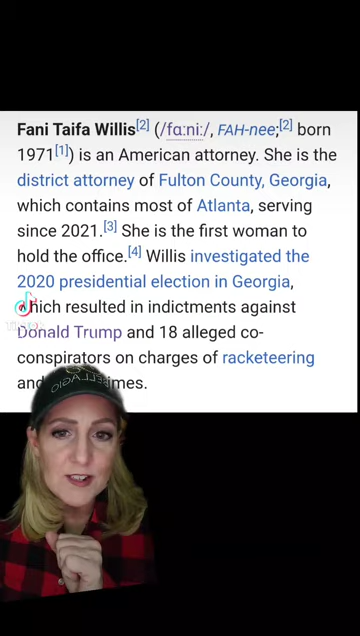 Fani Taifa Willis[2] (/fɑːniː/, FAH-nee;[2] born
1971[1]) is an American attorney. She is the
district attorney of Fulton County, Georgia,
which contains most of Atlanta, serving
since 2021.[3] She is the first woman to
hold the office.[4] Willis investigated the
2020 presidential election in Georgia,
which resulted in indictments against
Donald Trump and 18 alleged co-
conspirators on charges of racketeering
and
BELLAGIO